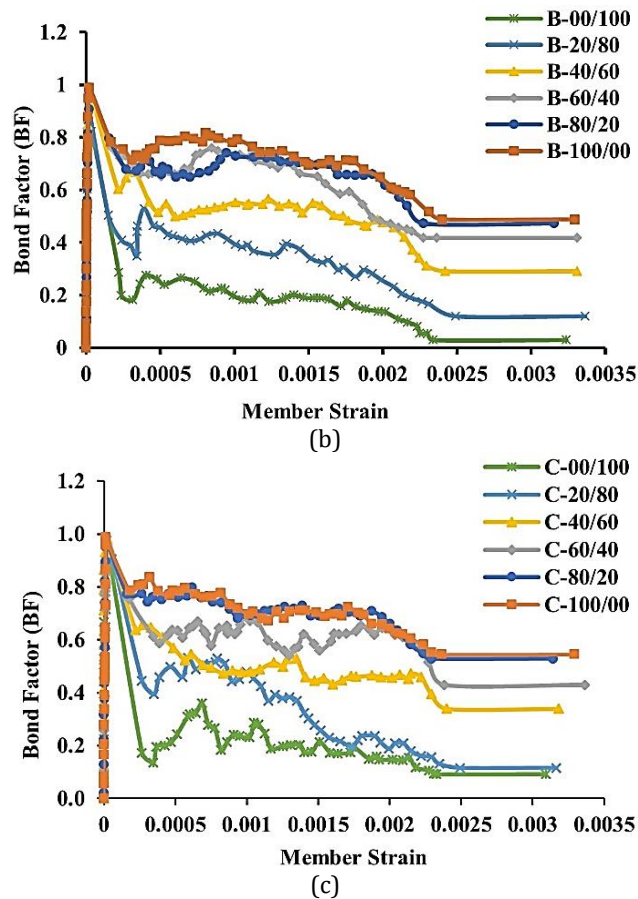 B-00/100
B-20/80
B-40/60
B-60/40
B-80/20
B-100/00
1.2
1
0.8
0.6
0.4
0.2
0
Bond Factor (BF)
0 0.0005 0.001 0.0015 0.002 0.0025 0.003 0.0035
Member Strain
(b)
C-00/100
C-20/80
C-40/60
C-60/40
C-80/20
C-100/00
1.2
1.0
0.8
0.6
0.4
0.2
0.0
Bond Factor (BF)
0 0.0005 0.001 0.0015 0.002 0.0025 0.003 0.0035
Member Strain
(c)